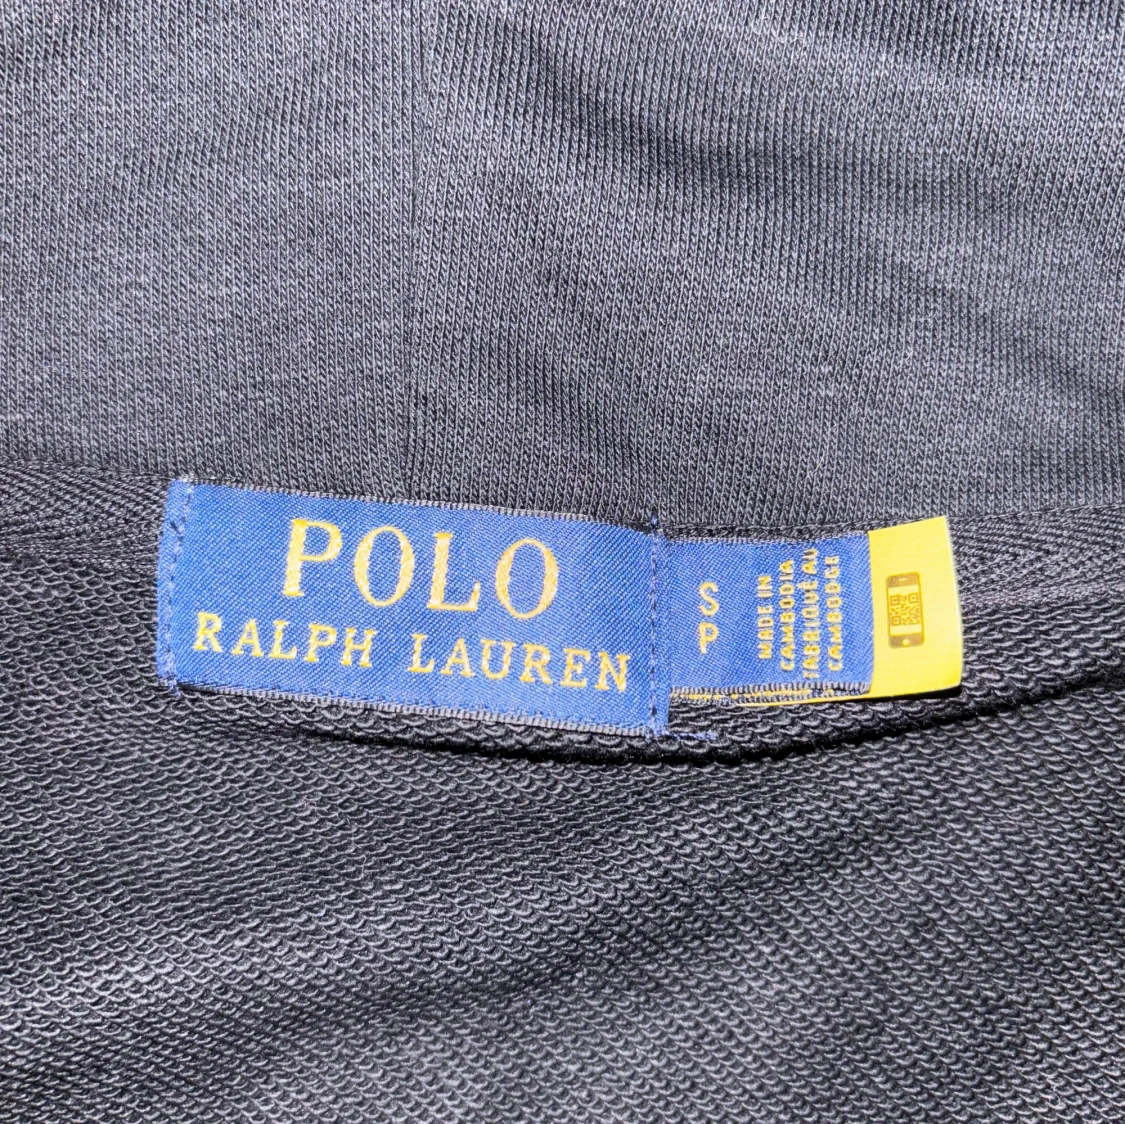 POLO
RALPH LAUREN
S
P
MADE IN
CAMBODIA
FABRIQUÉ AU
CAMBODGE